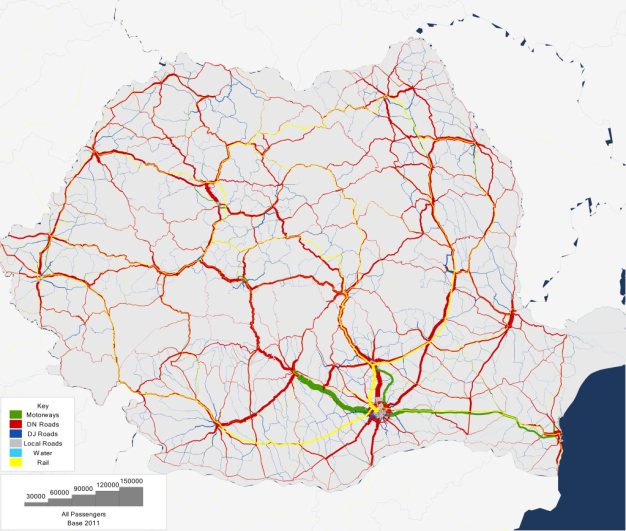 Key
Motorways
DN Roads
DJ Roads
Local Roads
Water
Rail
30000 60000 90000 120000 150000
All Passengers
Base 2011